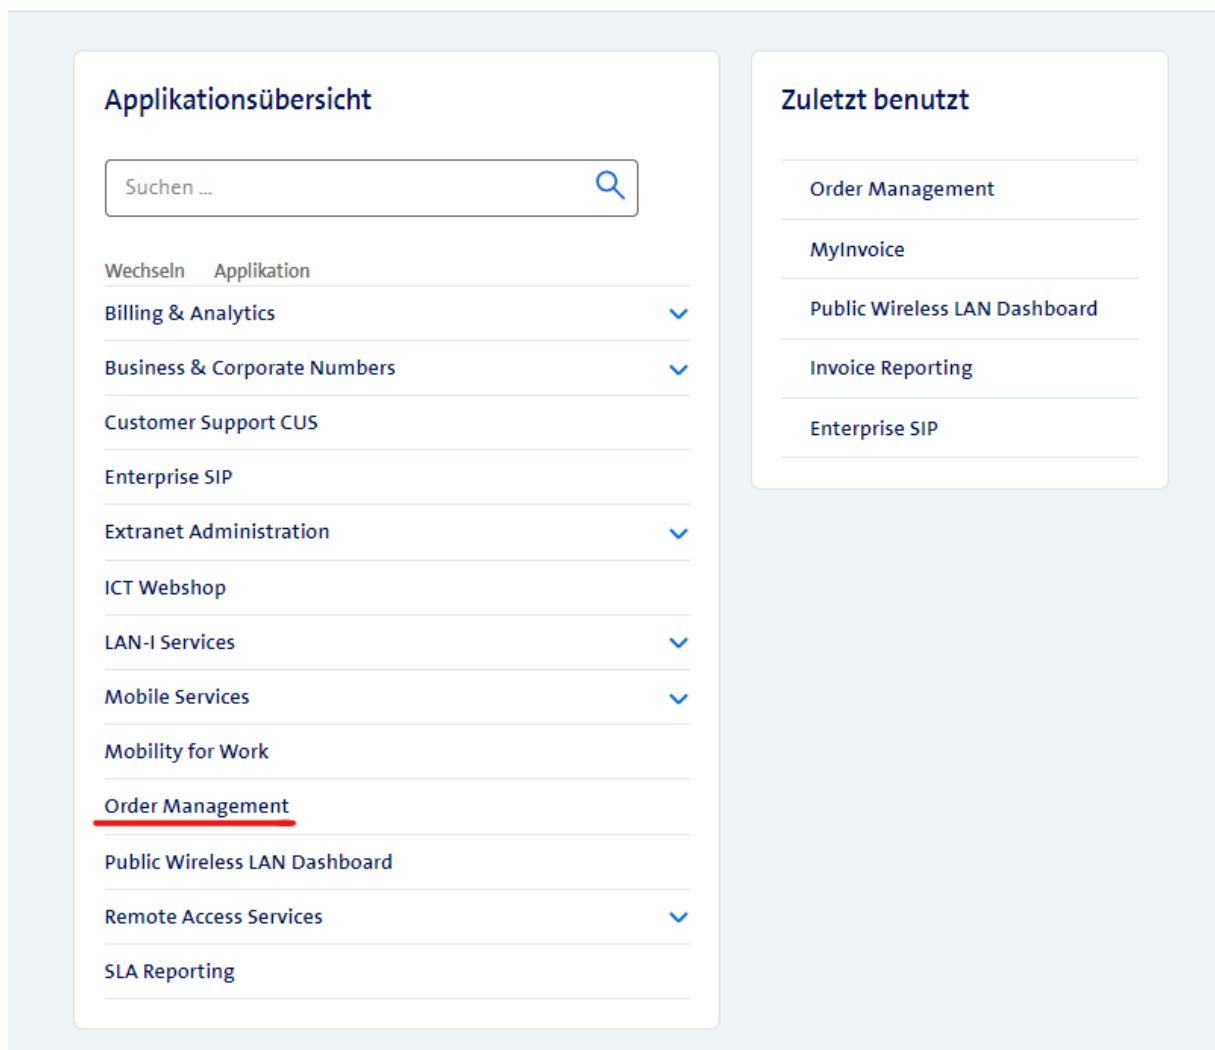 Applikationsübersicht
Suchen ...
Wechseln Applikation
Billing & Analytics
Business & Corporate Numbers
Customer Support CUS
Enterprise SIP
Extranet Administration
ICT Webshop
LAN-I Services
Mobile Services
Mobility for Work
Order Management
Public Wireless LAN Dashboard
Remote Access Services
SLA Reporting
Zuletzt benutzt
Order Management
MyInvoice
Public Wireless LAN Dashboard
Invoice Reporting
Enterprise SIP